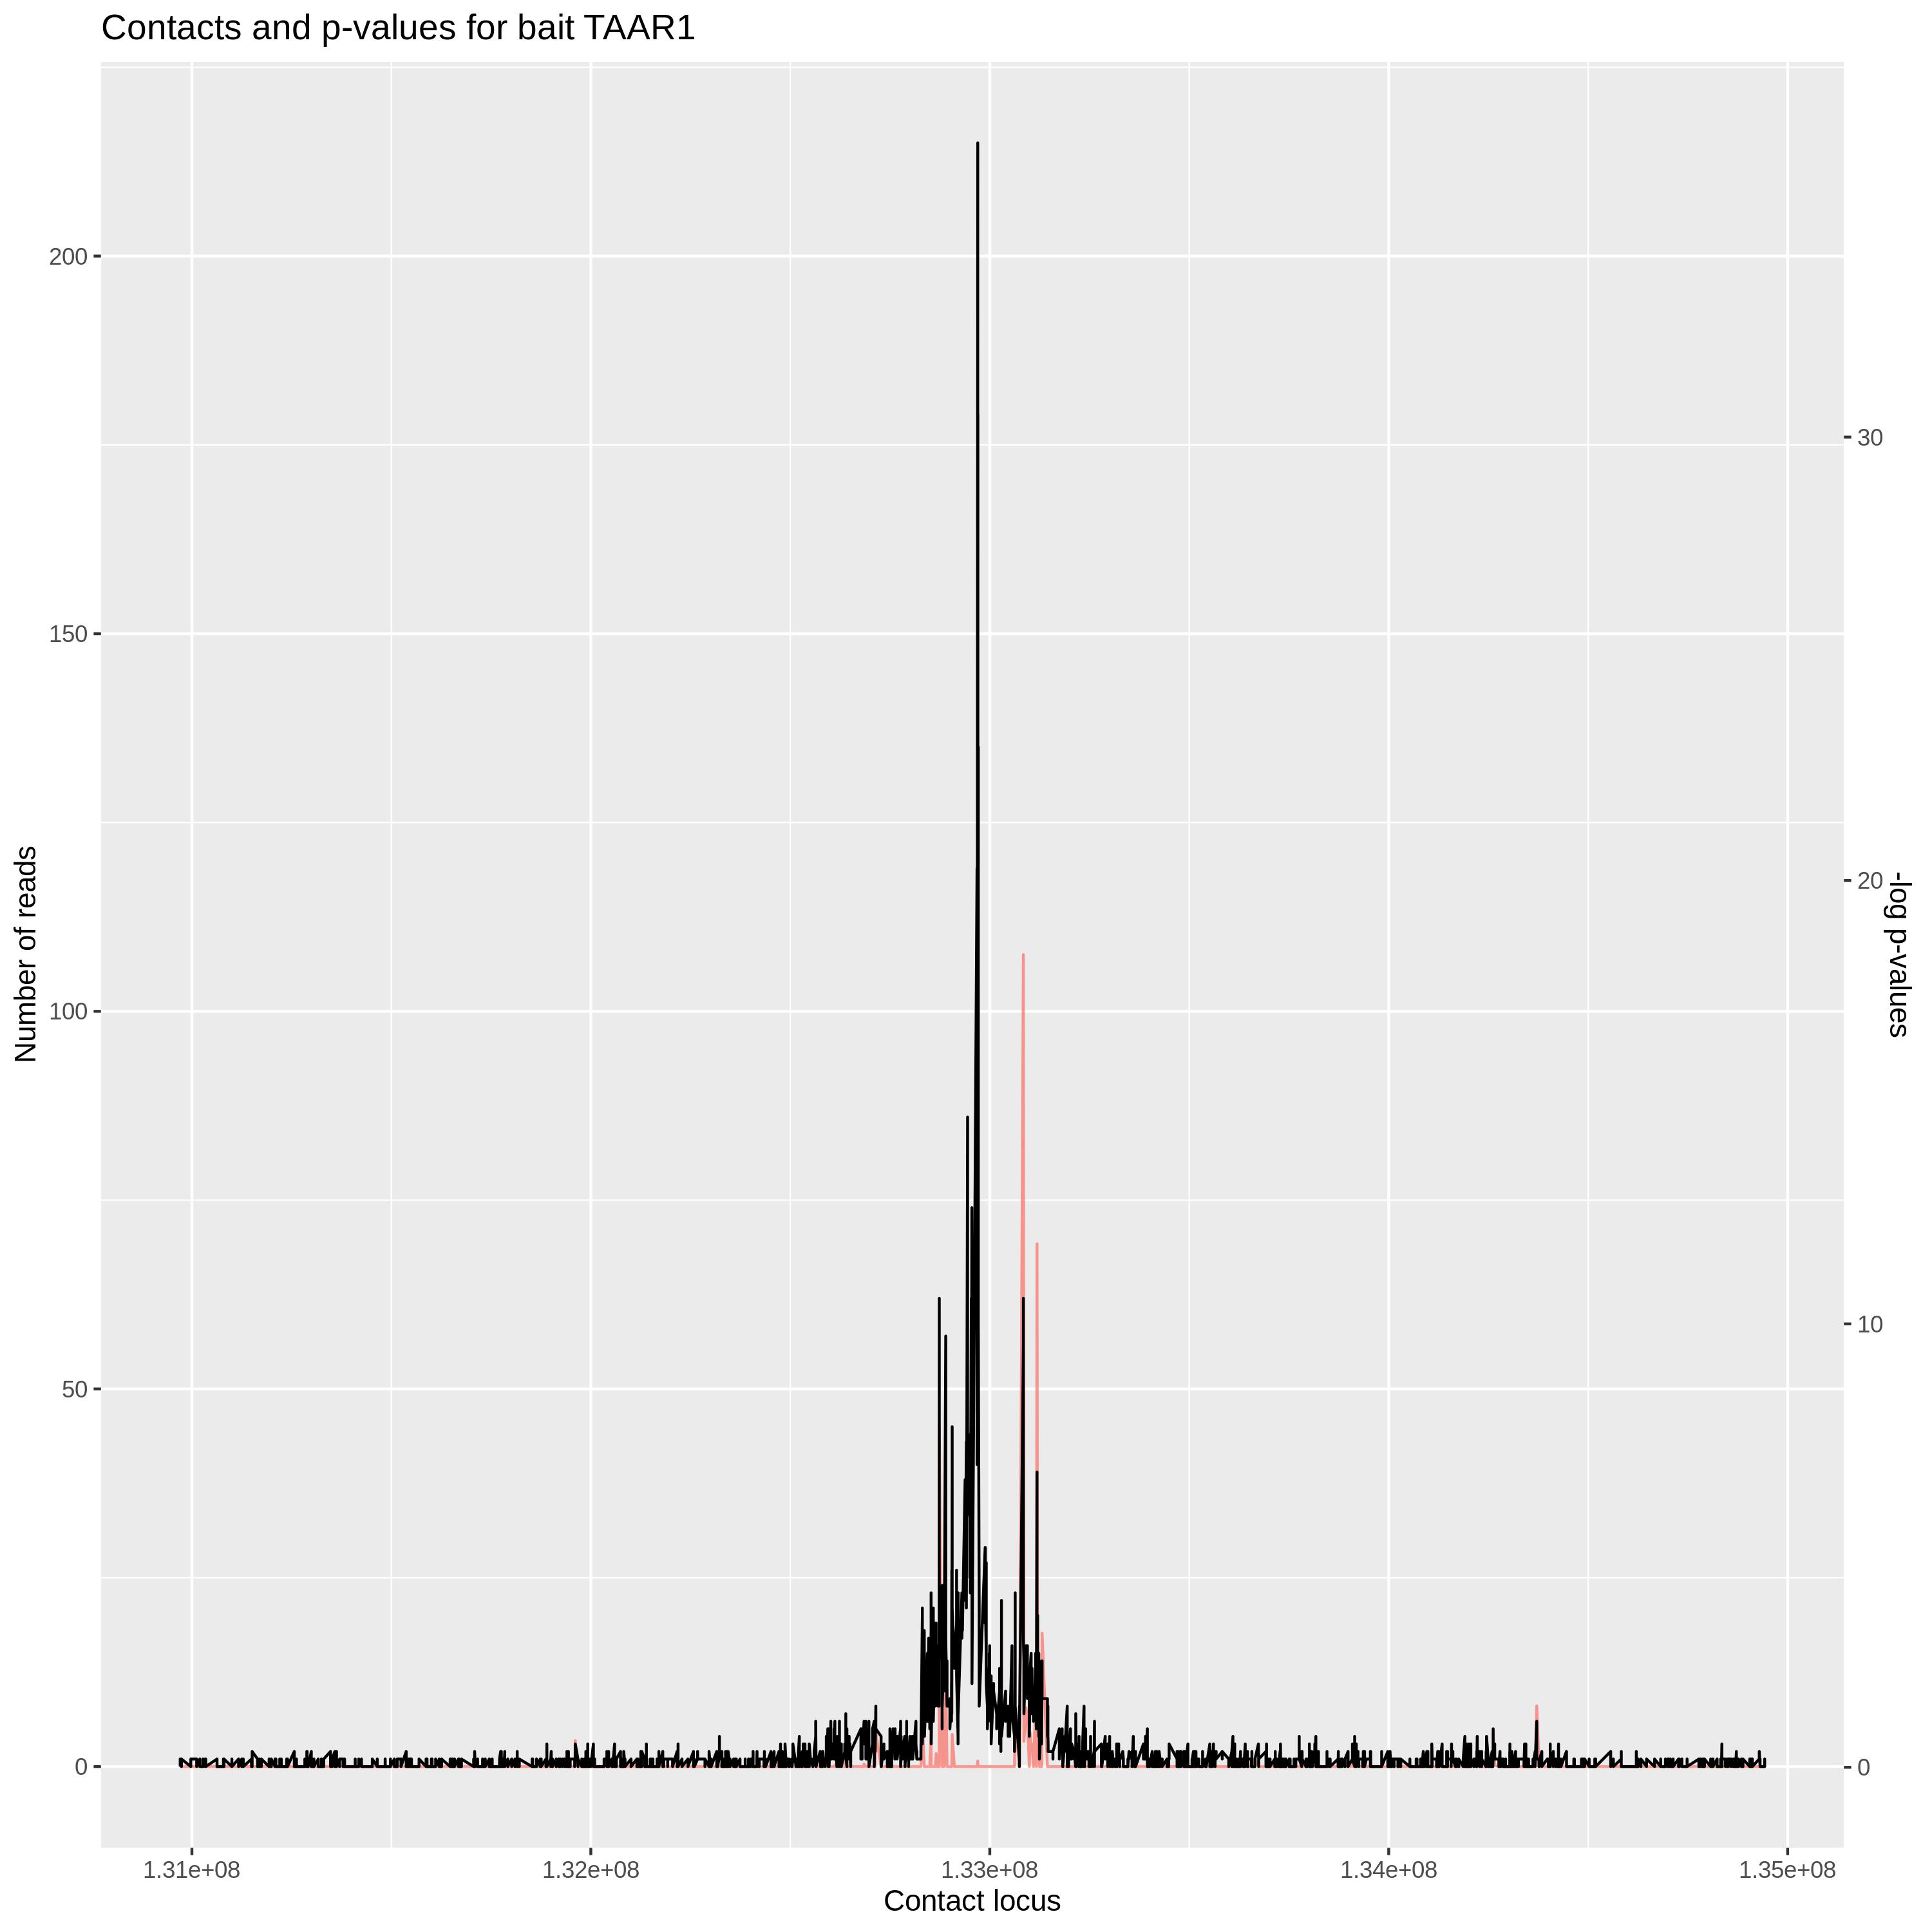 Contacts and p-values for bait TAAR1
Number of reads
200
150
100
50
0
30
20
10
0
-log p-values
1.31e+08
1.32e+08
1.33e+08
1.34e+08
1.35e+08
Contact locus